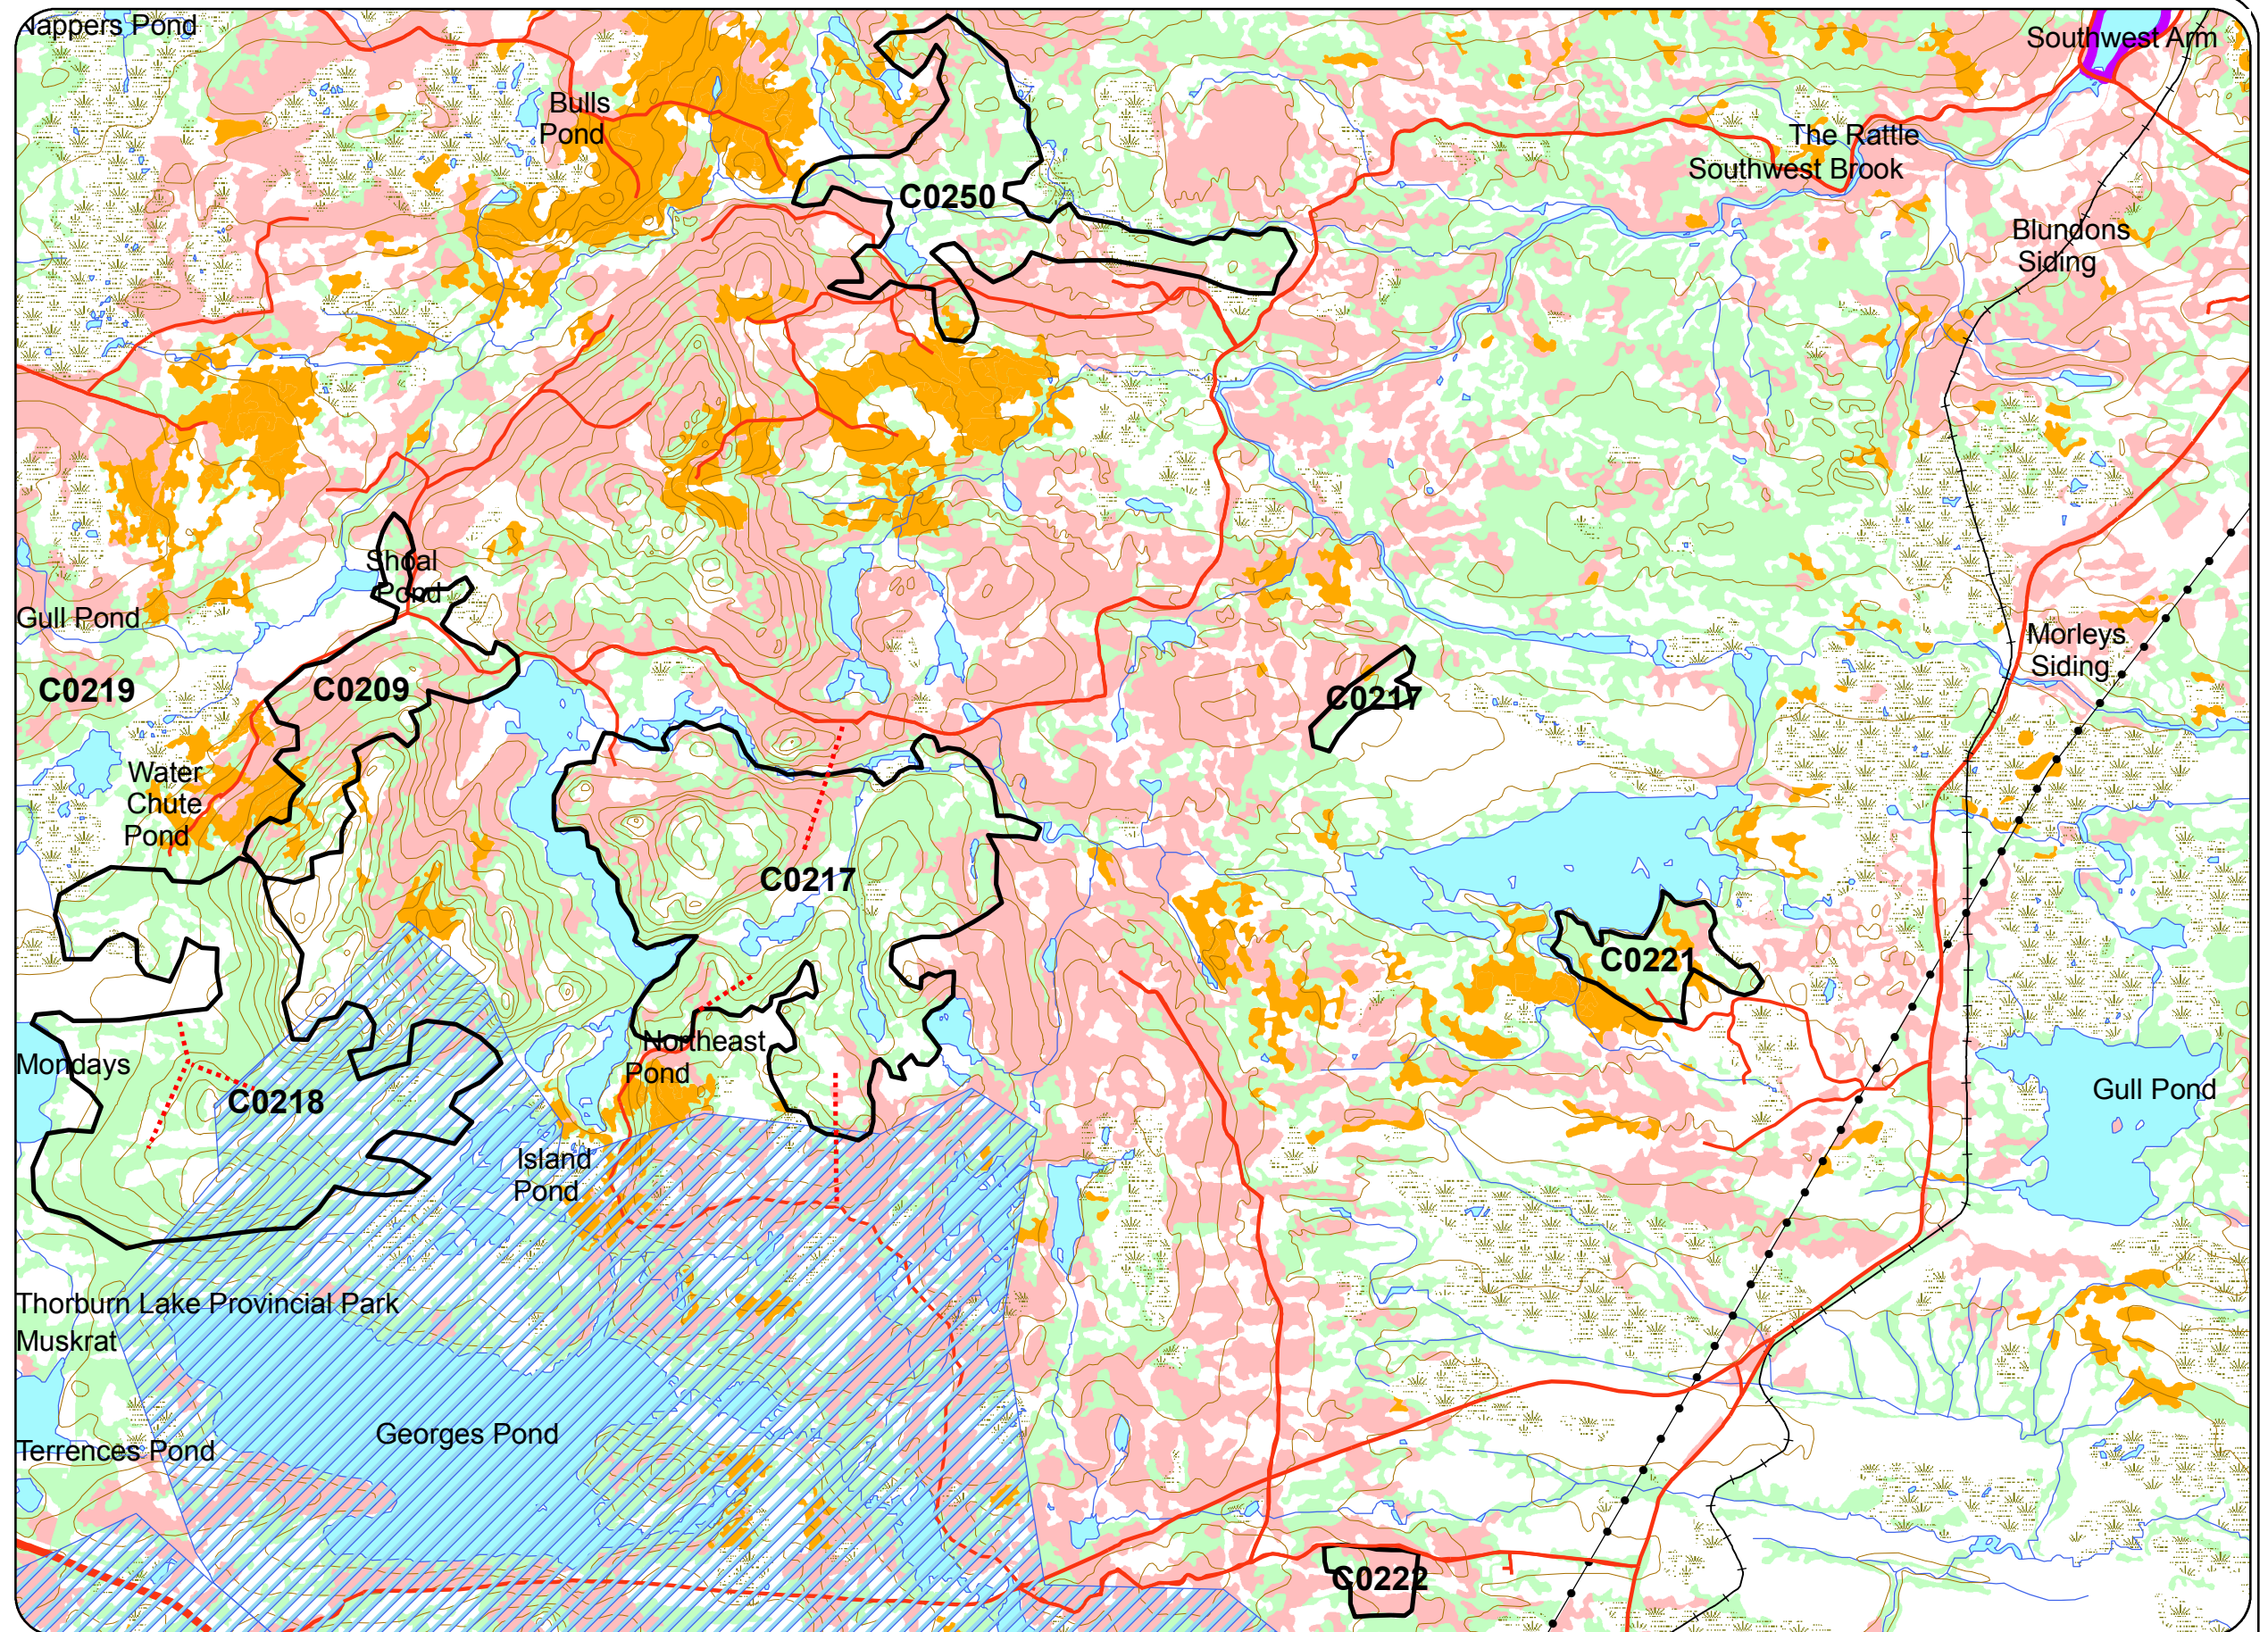 Nappers Pond
Southwest Arm
Bulls
Pond
The Rattle
Southwest Brook
C0250
Blundons
Siding
Shoal
Pond
Gull Pond
Morleys
Siding
C0219
C0209
C0217
Water
Chute
Pond
C0217
C0221
Northeast
Pond
Mondays
C0218
Gull Pond
Island
Pond
Thorburn Lake Provincial Park
Muskrat
Georges Pond
Terrences Pond
C0222